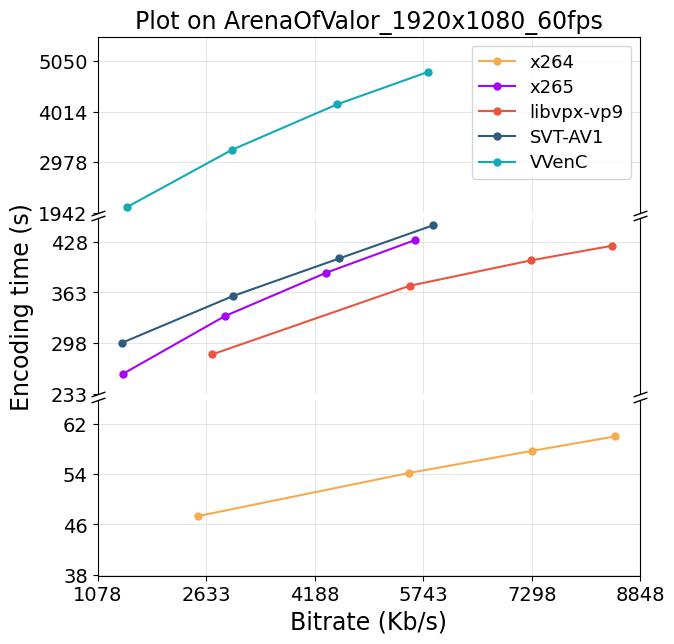 Plot on ArenaOfValor_1920x1080_60fps
x264
x265
libvpx-vp9
SVT-AV1
VVenC
5050
4014
2978
1942
428
363
298
233
62
54
46
38
Encoding time (s)
1078 2633 4188 5743 7298 8848
Bitrate (Kb/s)